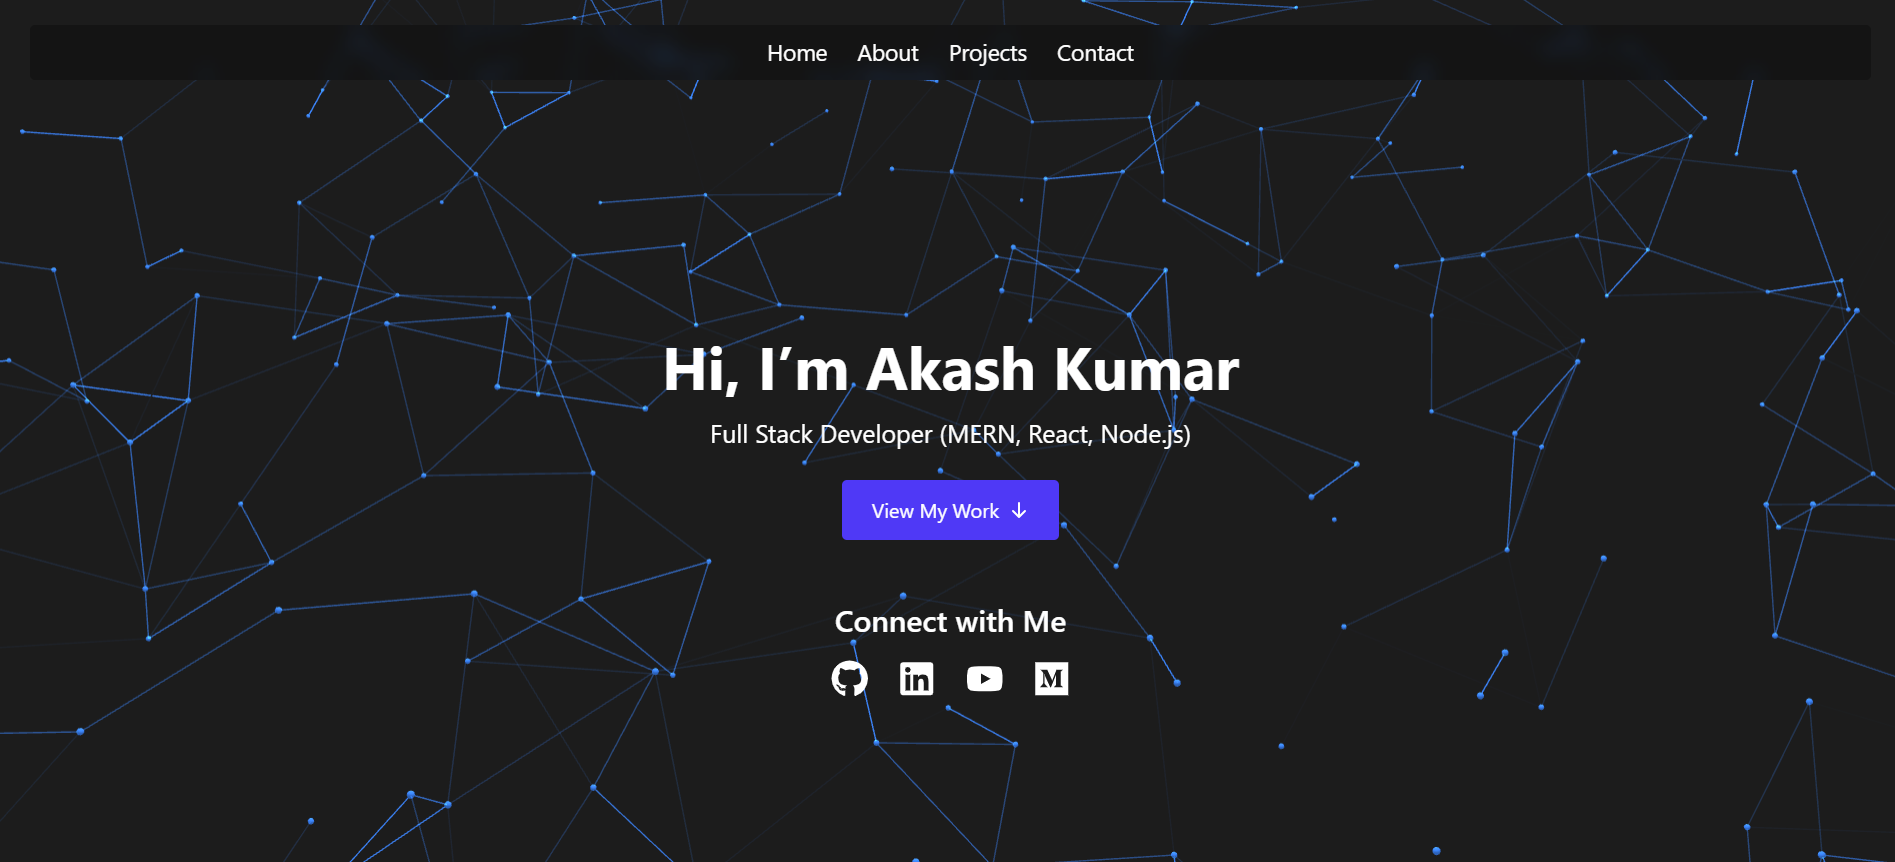 Home About Projects Contact
Hi, I’m Akash Kumar
Full Stack Developer (MERN, React, Node.js)
View My Work ↓
Connect with Me
in
M